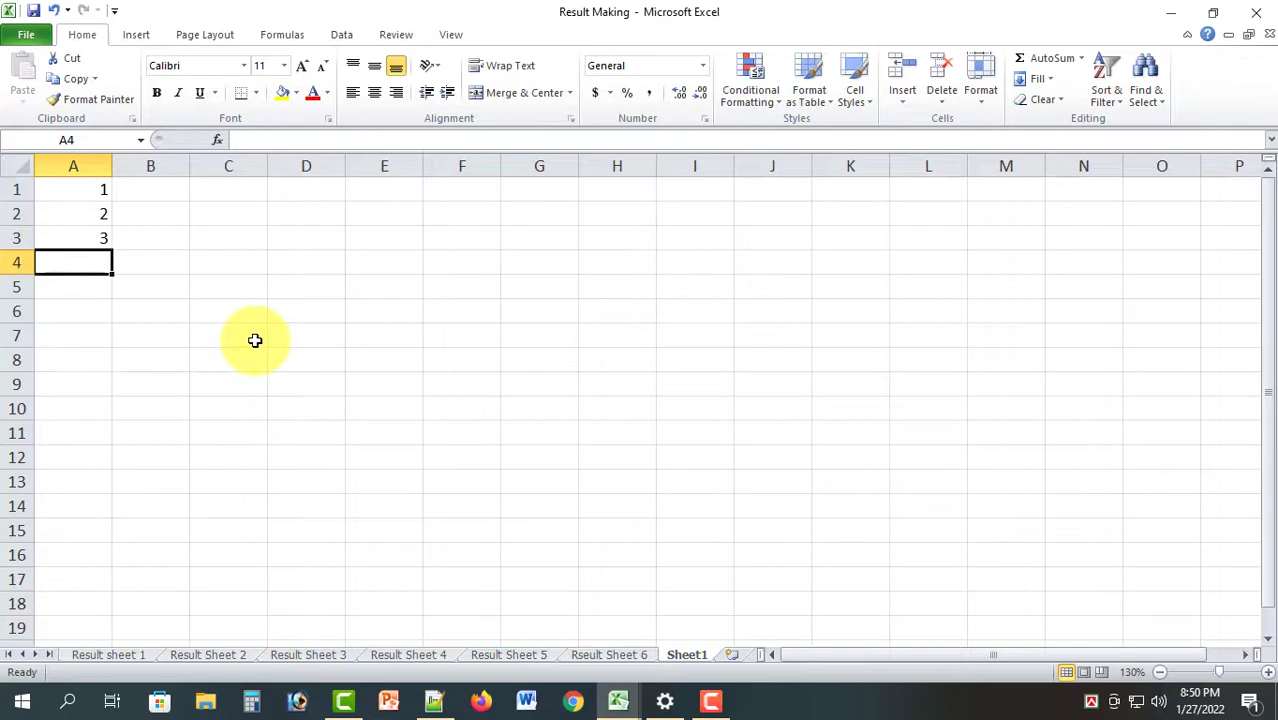 Result Making - Microsoft Excel
File Home Insert Page Layout Formulas Data Review View
Paste
Cut
Copy
Format Painter
Clipboard
Calibri 11
B I U
Font
Wrap Text
Merge & Center
Alignment
General
$ % ,
Number
Conditional Formatting
Format as Table
Cell Styles
Styles
Insert Delete Format
Cells
Σ AutoSum
Fill
Clear
Sort & Filter
Find & Select
Editing
A4 fx
A B C D E F G H I J K L M N O P
1 1
2 2
3 3
4
5
6
7
8
9
10
11
12
13
14
15
16
17
18
19
Result sheet 1 Result Sheet 2 Result Sheet 3 Result Sheet 4 Result Sheet 5 Rseult Sheet 6 Sheet1
Ready 130%
8:50 PM
1/27/2022